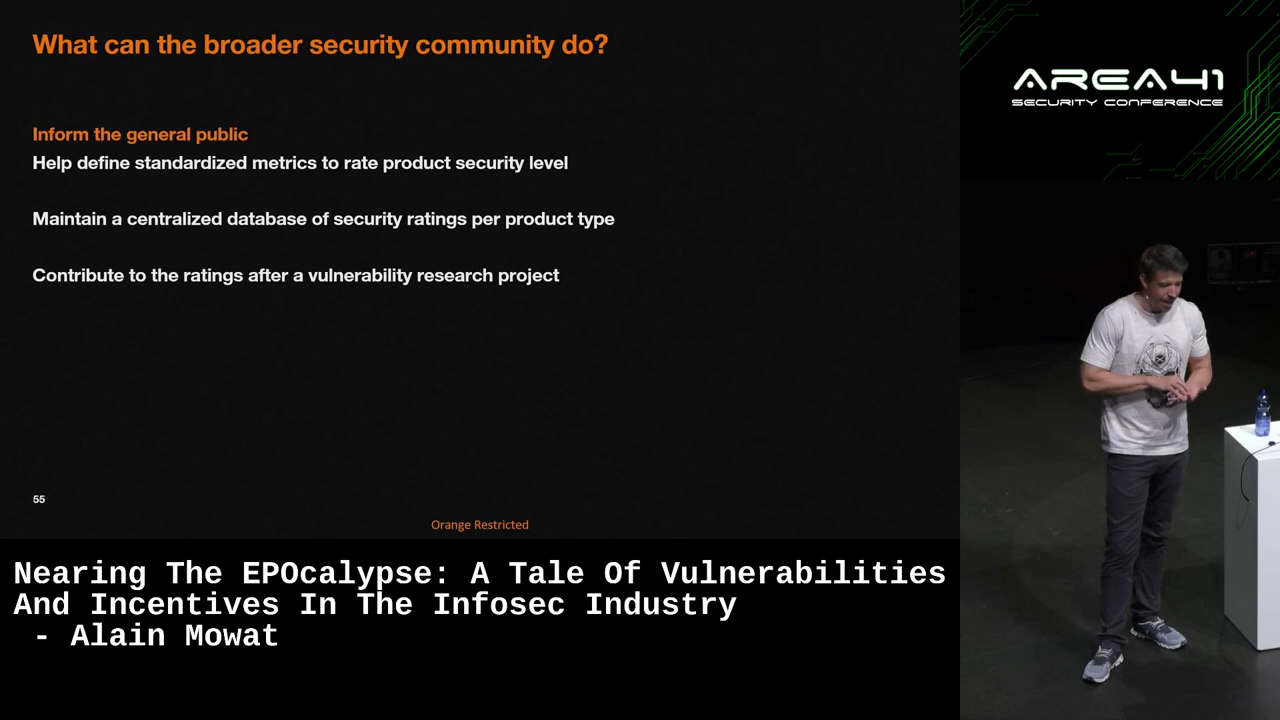 What can the broader security community do?
Inform the general public
Help define standardized metrics to rate product security level
Maintain a centralized database of security ratings per product type
Contribute to the ratings after a vulnerability research project
55
Orange Restricted
Nearing The EPOcalypse: A Tale Of Vulnerabilities
And Incentives In The Infosec Industry
- Alain Mowat
AREA41
SECURITY CONFERENCE